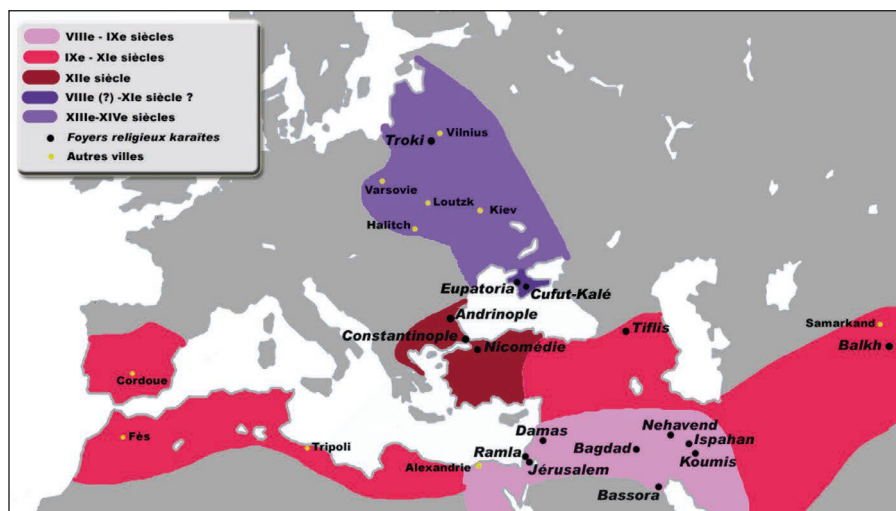 VIIIe - IXe siècles
IXe - XIe siècles
XIIe siècle
VIIIe (?) -XIe siècle ?
XIIIe-XIVe siècles
Foyers religieux karaïtes
Autres villes
Vilnius
Troki
Varsovie
Loutzk
Kiev
Halitch
Eupatoria
Cufut-Kalé
Andrinople
Constantinople
Nicomédie
Tiflis
Samarkand
Balkh
Cordoue
Fès
Tripoli
Alexandrie
Damas
Ramla
Jérusalem
Bagdad
Nehavend
Ispahan
Koumis
Bassora